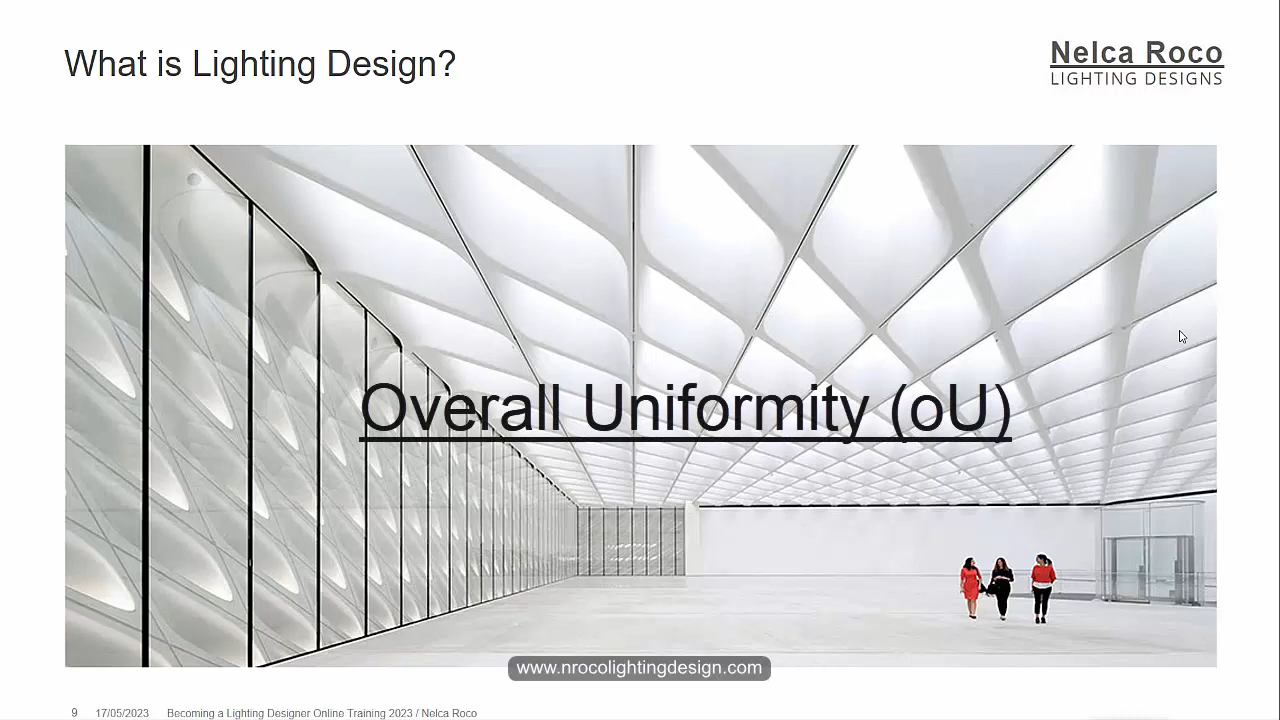 What is Lighting Design?
Nelca Roco
LIGHTING DESIGNS
Overall Uniformity (oU)
www.nrocolightingdesign.com
9 17/05/2023 Becoming a Lighting Designer Online Training 2023 / Nelca Roco